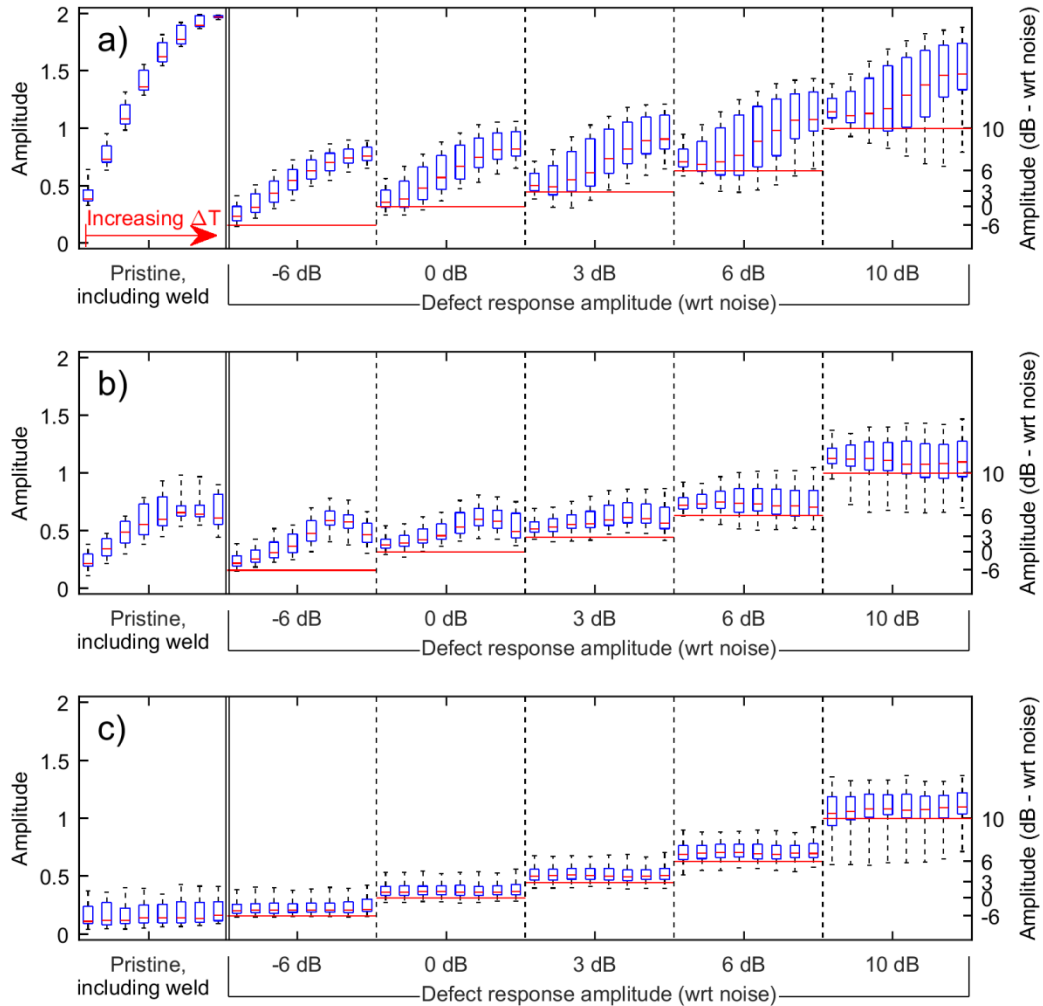 a)
Amplitude
2
1.5
1
0.5
0
Increasing ΔT
10
6
3
0
-6
Amplitude (dB - wrt noise)
Pristine,
including weld
-6 dB
0 dB
3 dB
6 dB
10 dB
Defect response amplitude (wrt noise)
b)
Amplitude
2
1.5
1
0.5
0
10
6
3
0
-6
Amplitude (dB - wrt noise)
Pristine,
including weld
-6 dB
0 dB
3 dB
6 dB
10 dB
Defect response amplitude (wrt noise)
c)
Amplitude
2
1.5
1
0.5
0
10
6
3
0
-6
Amplitude (dB - wrt noise)
Pristine,
including weld
-6 dB
0 dB
3 dB
6 dB
10 dB
Defect response amplitude (wrt noise)